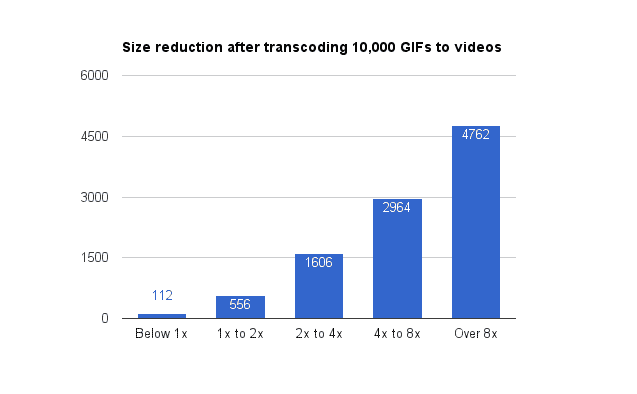 Size reduction after transcoding 10,000 GIFs to videos
6000
4500
3000
1500
0
112
556
1606
2964
4762
Below 1x
1x to 2x
2x to 4x
4x to 8x
Over 8x